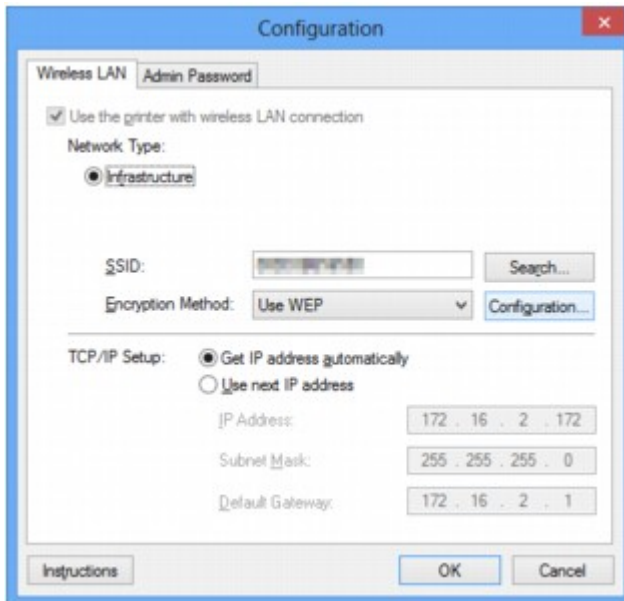 Configuration
Wireless LAN Admin Password
Use the printer with wireless LAN connection
Network Type:
Infrastructure
SSID: Search...
Encryption Method: Use WEP Configuration...
TCP/IP Setup: Get IP address automatically
Use next IP address
IP Address: 172 . 16 . 2 . 172
Subnet Mask: 255 . 255 . 255 . 0
Default Gateway: 172 . 16 . 2 . 1
Instructions OK Cancel